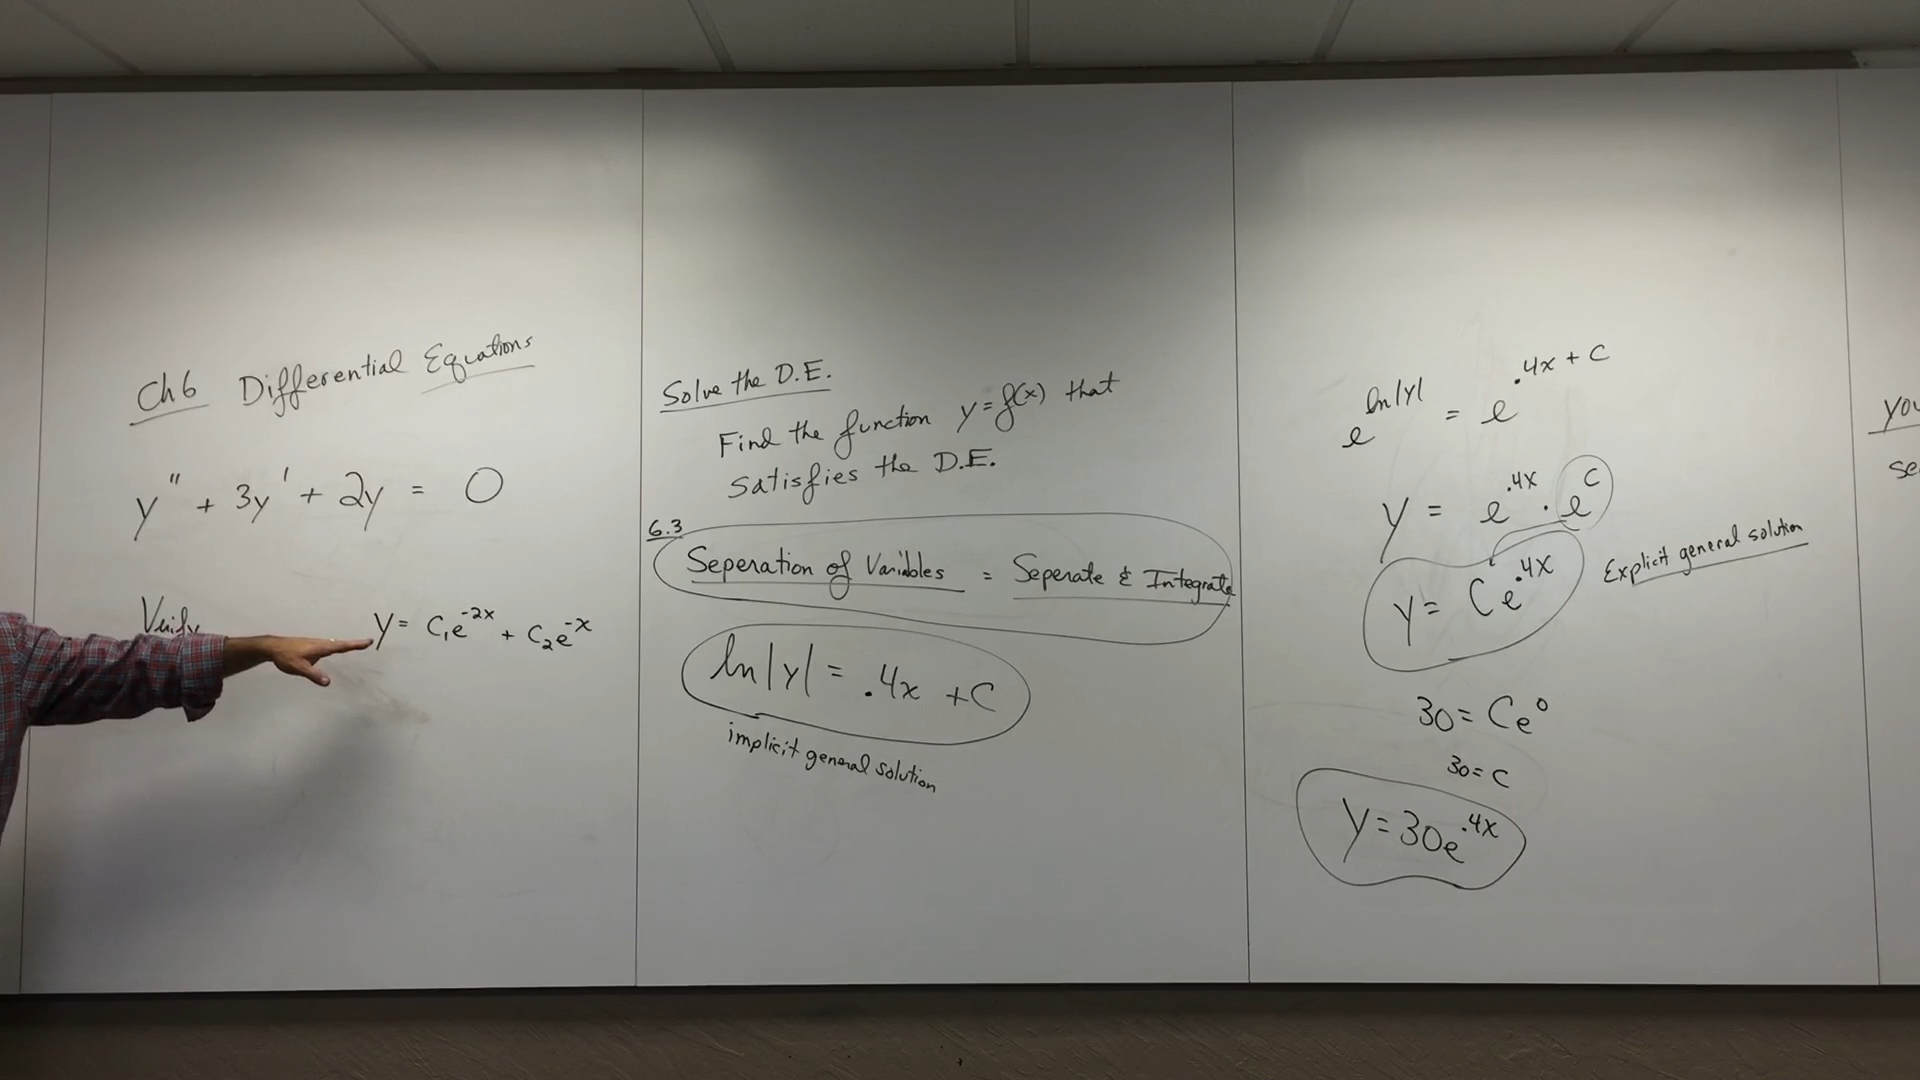 Ch6 Differential Equations
y'' + 3y' + 2y = 0
Verify y = C₁e^-2x + C₂e^-x
Solve the D.E.
Find the function y = f(x) that
satisfies the D.E.
6.3
Seperation of Variables = Seperate & Integrate
ln|y| = .4x + C
implicit general solution
e^ln|y| = e^.4x + C
y = e^.4x · e^C
y = Ce^.4x Explicit general solution
30 = Ce^0
30 = C
y = 30e^.4x